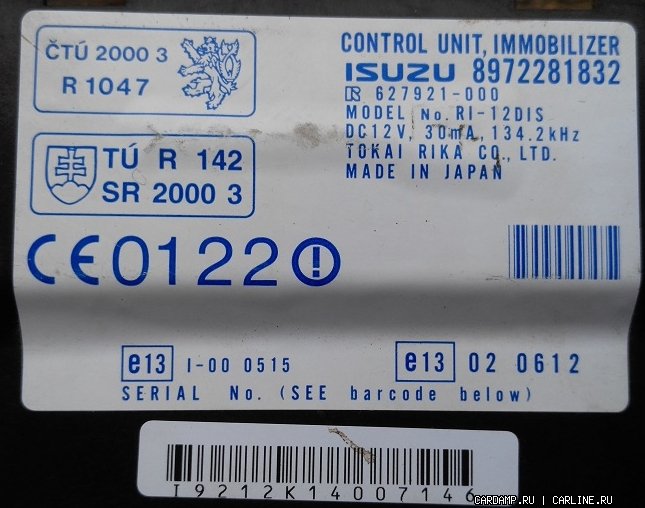 ČTÚ 2000 3
R 1047
TÚ R 142
SR 2000 3
CE0122
CONTROL UNIT, IMMOBILIZER
ISUZU 8972281832
R 627921-000
MODEL No. RI-12DIS
DC12V, 30mA, 134.2kHz
TOKAI RIKA CO., LTD.
MADE IN JAPAN
e13 I-00 0515
e13 02 0612
SERIAL No. (SEE barcode below)
I9212K14007146
CARDAMP.RU | CARLINE.RU